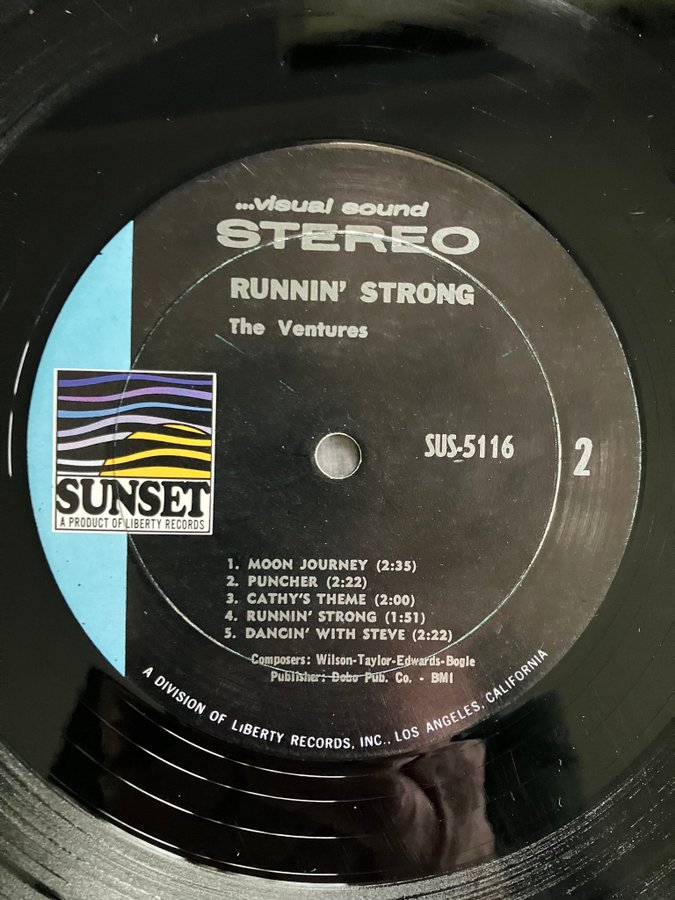 ...visual sound
STEREO
RUNNIN' STRONG
The Ventures
SUS-5116
2
SUNSET
A PRODUCT OF LIBERTY RECORDS
1. MOON JOURNEY (2:35)
2. PUNCHER (2:22)
3. CATHY'S THEME (2:00)
4. RUNNIN' STRONG (1:51)
5. DANCIN' WITH STEVE (2:22)
Composers: Wilson-Taylor-Edwards-Bogle
Publisher: Dobo Pub. Co. - BMI
A DIVISION OF LIBERTY RECORDS, INC., LOS ANGELES, CALIFORNIA